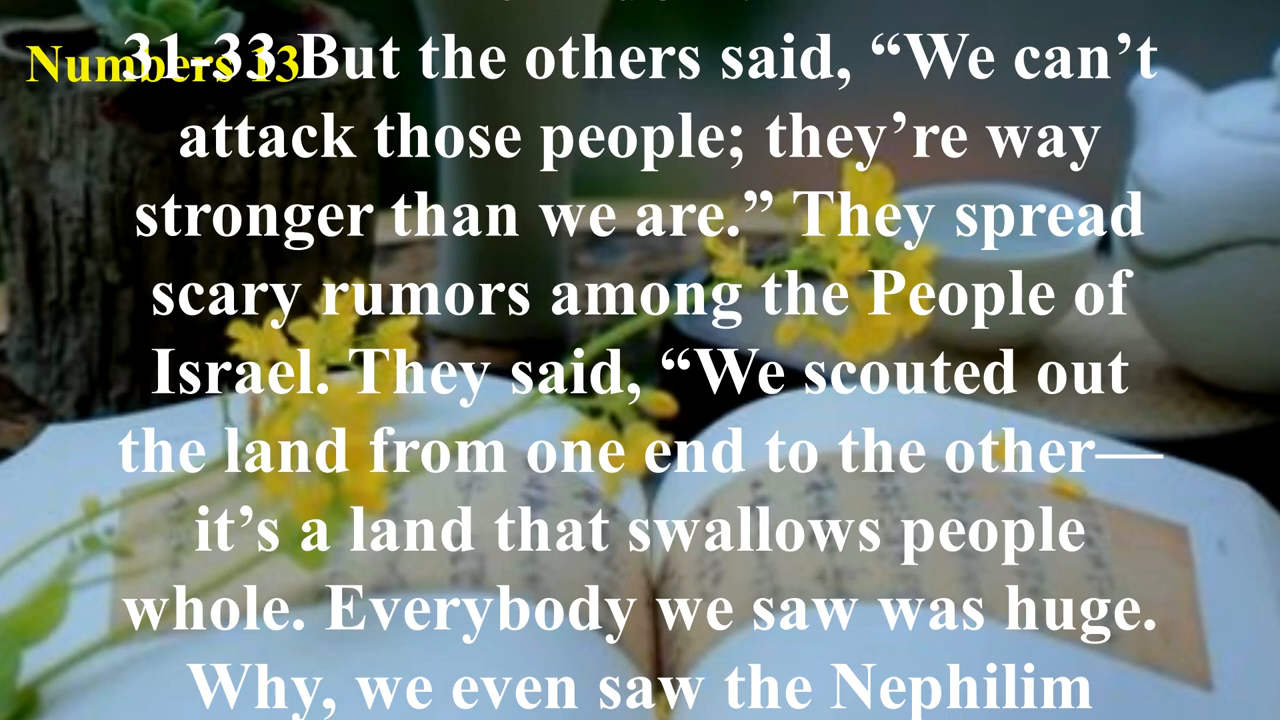 Numbers 13
31-33 But the others said, “We can’t
attack those people; they’re way
stronger than we are.” They spread
scary rumors among the People of
Israel. They said, “We scouted out
the land from one end to the other—
it’s a land that swallows people
whole. Everybody we saw was huge.
Why, we even saw the Nephilim